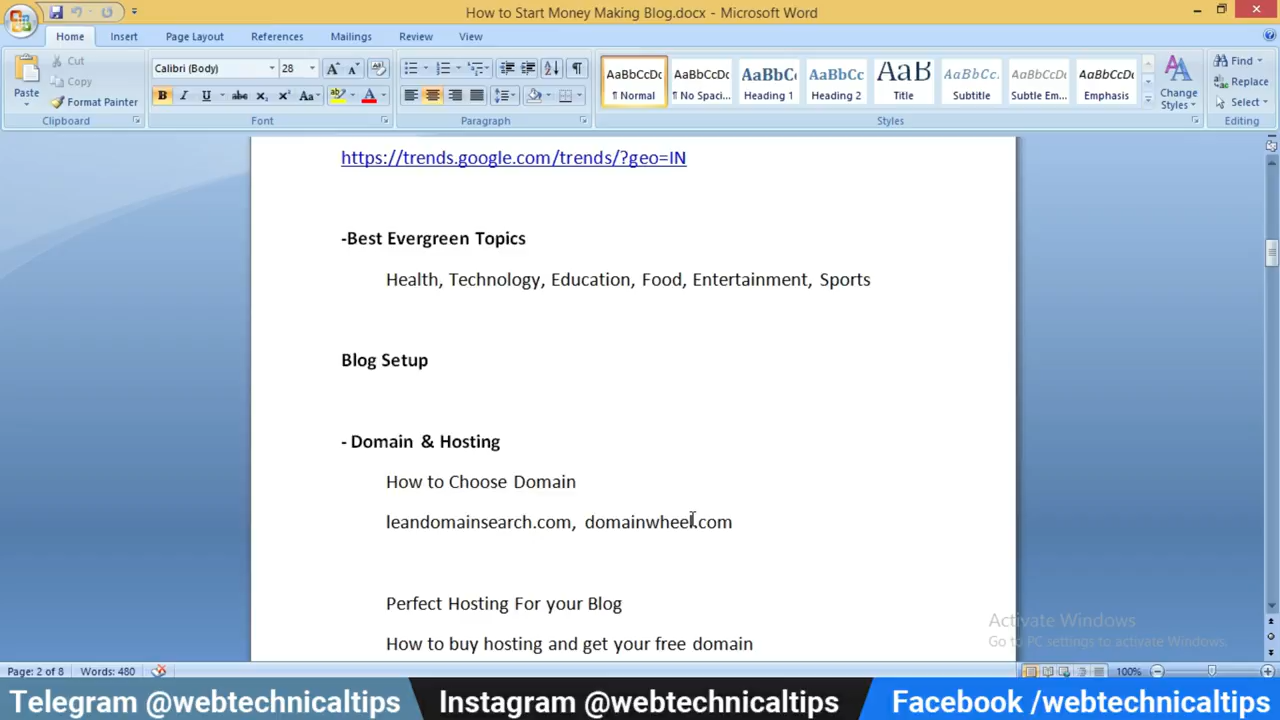 How to Start Money Making Blog.docx - Microsoft Word
Home Insert Page Layout References Mailings Review View
Paste
Cut
Copy
Format Painter
Clipboard
Calibri (Body) 28
B I U abc x₂ x² Aa
Font
Paragraph
AaBbCcDc AaBbCcDc AaBbC( AaBbCc AaB AaBbCc. AaBbCcDc AaBbCcDc
¶ Normal ¶ No Spaci... Heading 1 Heading 2 Title Subtitle Subtle Em... Emphasis
Styles
Change Styles
Find
Replace
Select
Editing
https://trends.google.com/trends/?geo=IN
-Best Evergreen Topics
Health, Technology, Education, Food, Entertainment, Sports
Blog Setup
- Domain & Hosting
How to Choose Domain
leandomainsearch.com, domainwheel.com
Perfect Hosting For your Blog
How to buy hosting and get your free domain
Activate Windows
Go to PC settings to activate Windows.
Page: 2 of 8 Words: 480 100%
Telegram @webtechnicaltips Instagram @webtechnicaltips Facebook /webtechnicaltips